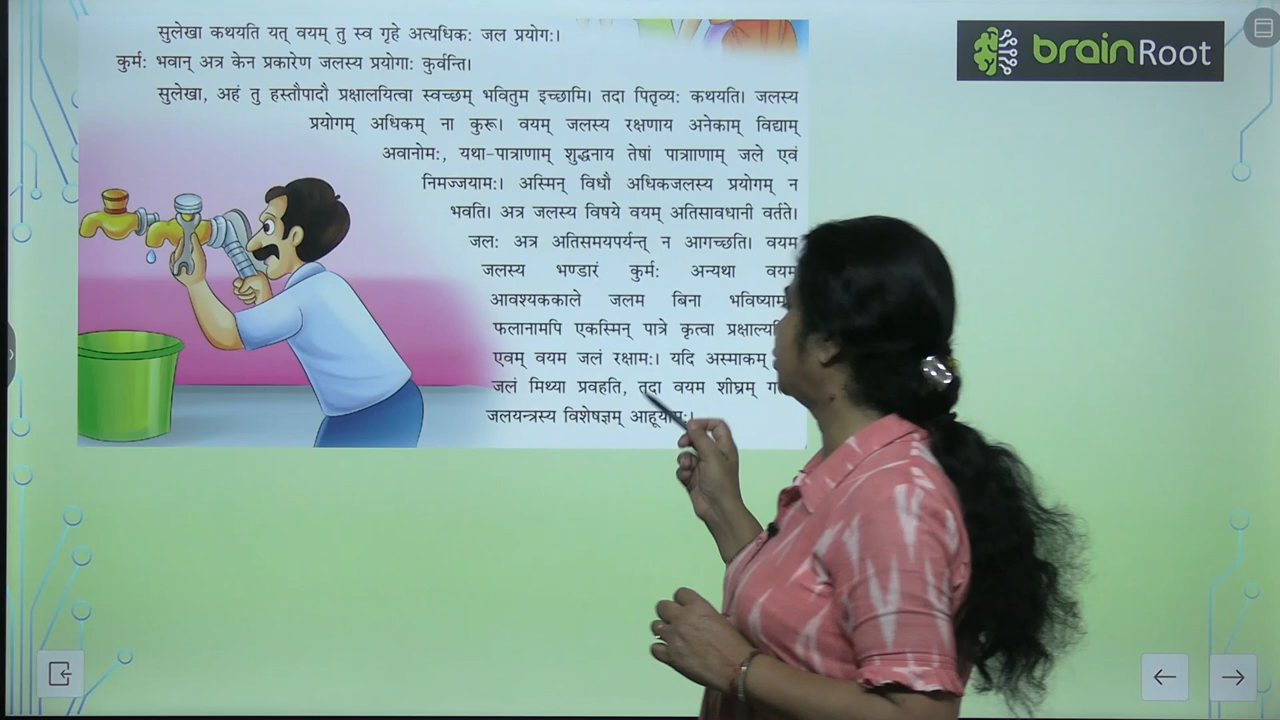 सुलेखा कथयति यत् वयम् तु स्व गृहे अत्यधिक: जल प्रयोग:।
कुर्म: भवान् अत्र केन प्रकारेण जलस्य प्रयोगा: कुर्वन्ति।
सुलेखा, अहं तु हस्तौपादौ प्रक्षालयित्वा स्वच्छम् भवितुम इच्छामि। तदा पितृव्य: कथयति। जलस्य
प्रयोगम् अधिकम् ना कुरू। वयम् जलस्य रक्षणाय अनेकाम् विद्याम्
अवानोम:, यथा-पात्राणाम् शुद्धनाय तेषां पात्रााणाम् जले एवं
निमज्जयाम:। अस्मिन् विधौ अधिकजलस्य प्रयोगम् न
भवति। अत्र जलस्य विषये वयम् अतिसावधानी वर्तते।
जल: अत्र अतिसमयपर्यन्त् न आगच्छति। वयम
जलस्य भण्डारं कुर्म: अन्यथा वयम
आवश्यककाले जलम बिना
फलानामपि एकस्मिन् पात्रे कृत्वा
एवम् वयम जलं रक्षाम:। यदि अस्माकम्
जलं मिथ्या प्रवहति, तदा वयम शीघ्रम्
जलयन्त्रस्य विशेषज्ञम्
brainRoot